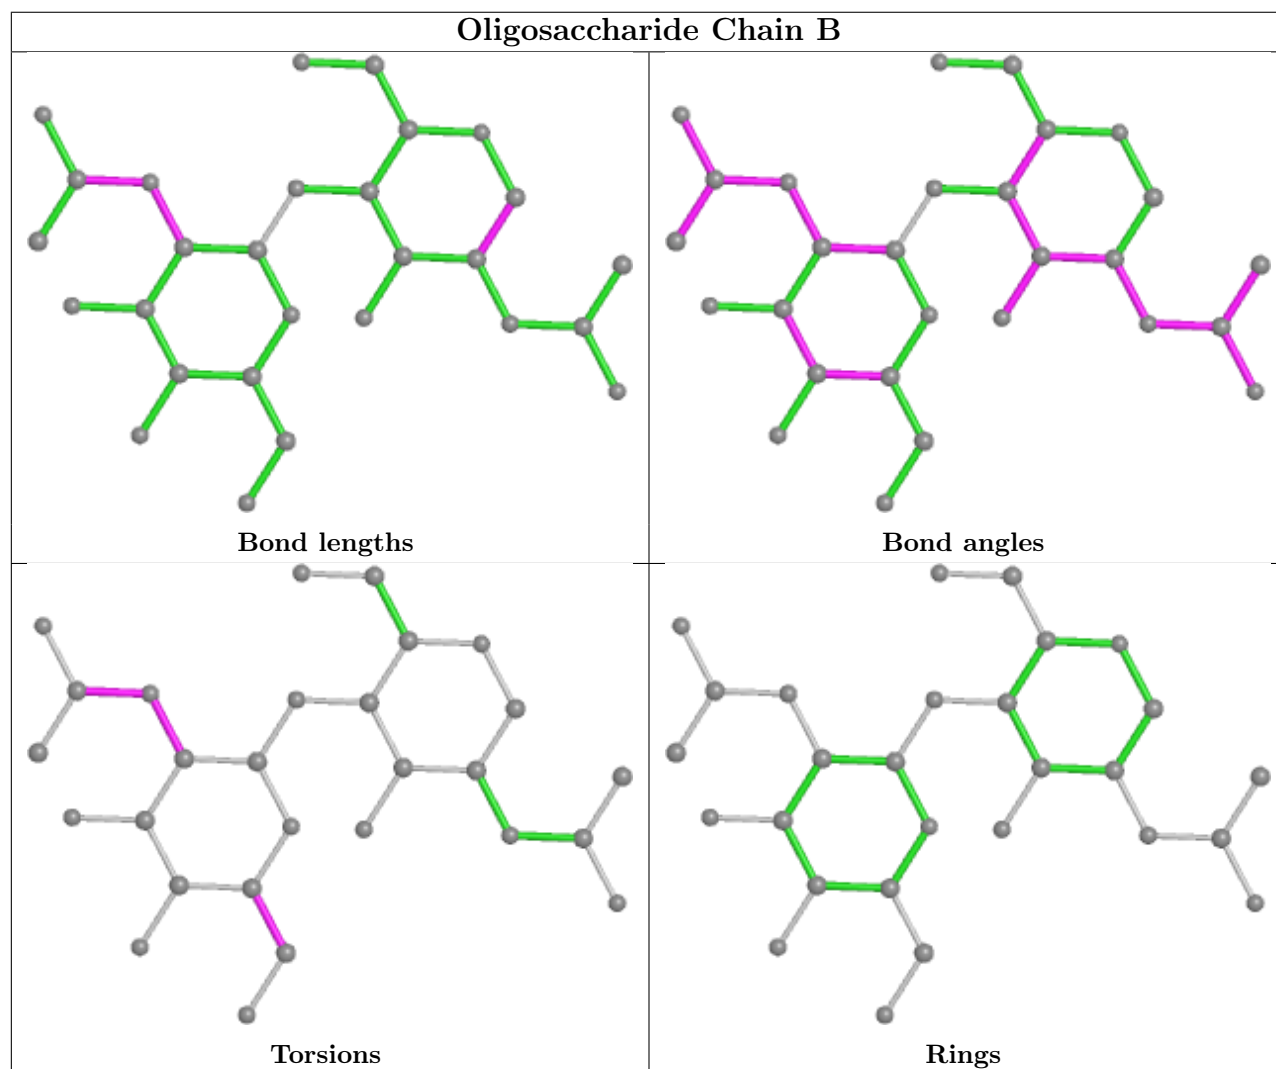 Oligosaccharide Chain B
Bond lengths
Bond angles
Torsions
Rings